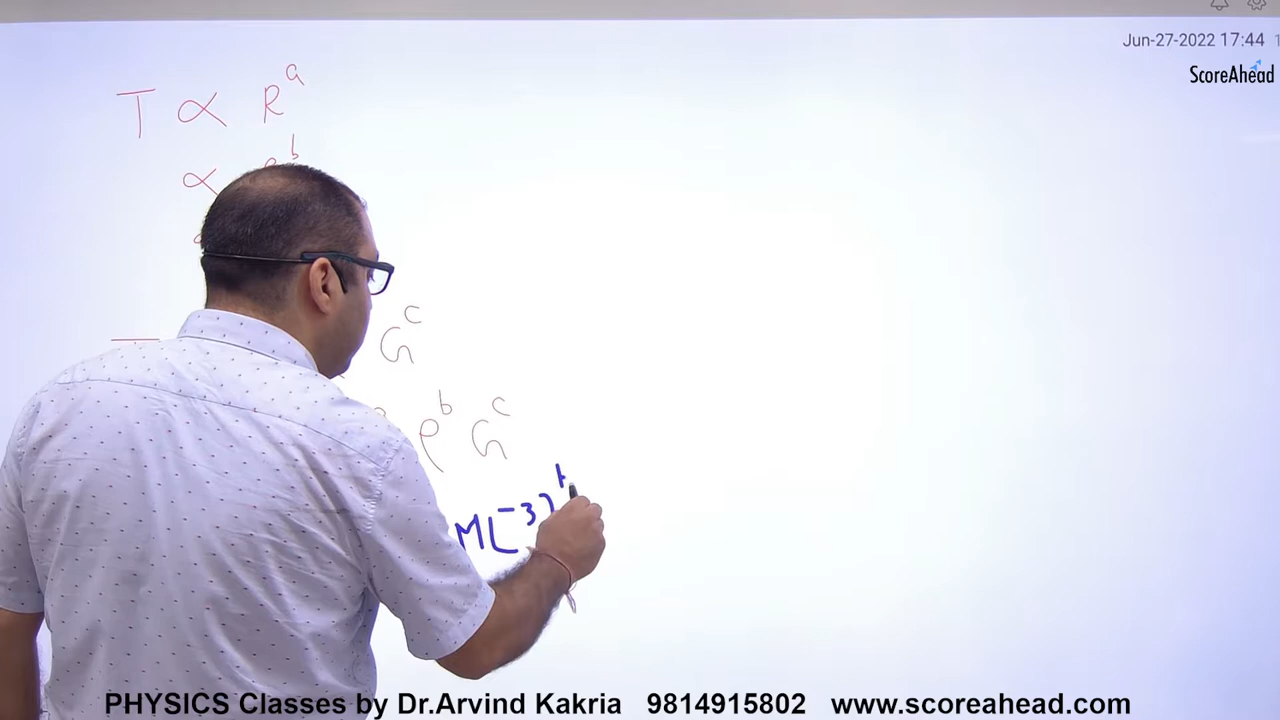 Jun-27-2022 17:44
ScoreAhead
T ∝ R^a
∝ ρ^b
G^c
ρ^b G^c
ML^-3)^b
PHYSICS Classes by Dr.Arvind Kakria 9814915802 www.scoreahead.com